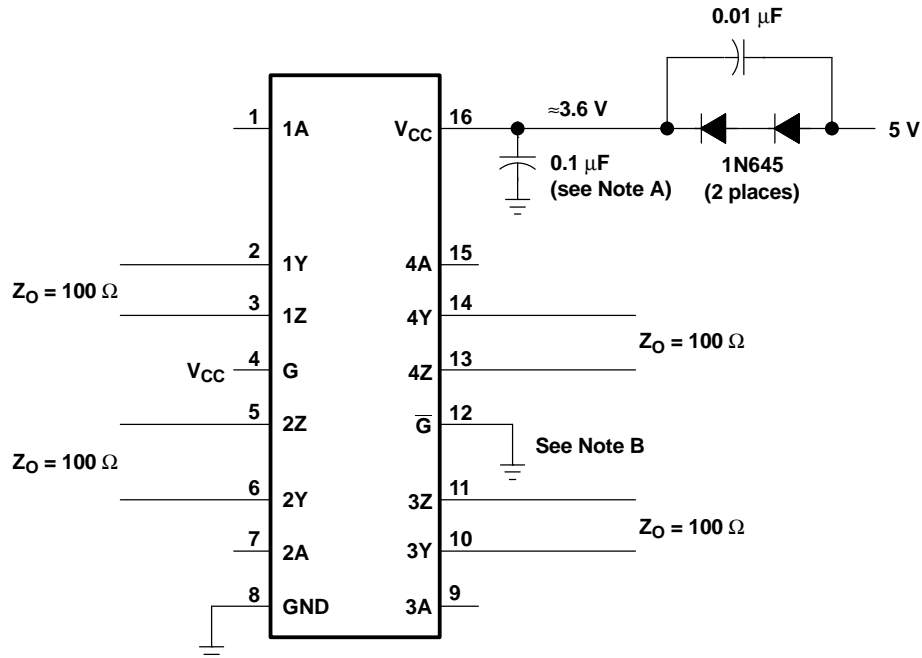 0.01 μF
1
1A
VCC
16
≈3.6 V
5 V
0.1 μF
(see Note A)
1N645
(2 places)
2
1Y
4A
15
ZO = 100 Ω
3
1Z
4Y
14
ZO = 100 Ω
VCC
4
G
4Z
13
5
2Z
G̅
12
See Note B
ZO = 100 Ω
6
2Y
3Z
11
ZO = 100 Ω
7
2A
3Y
10
8
GND
3A
9